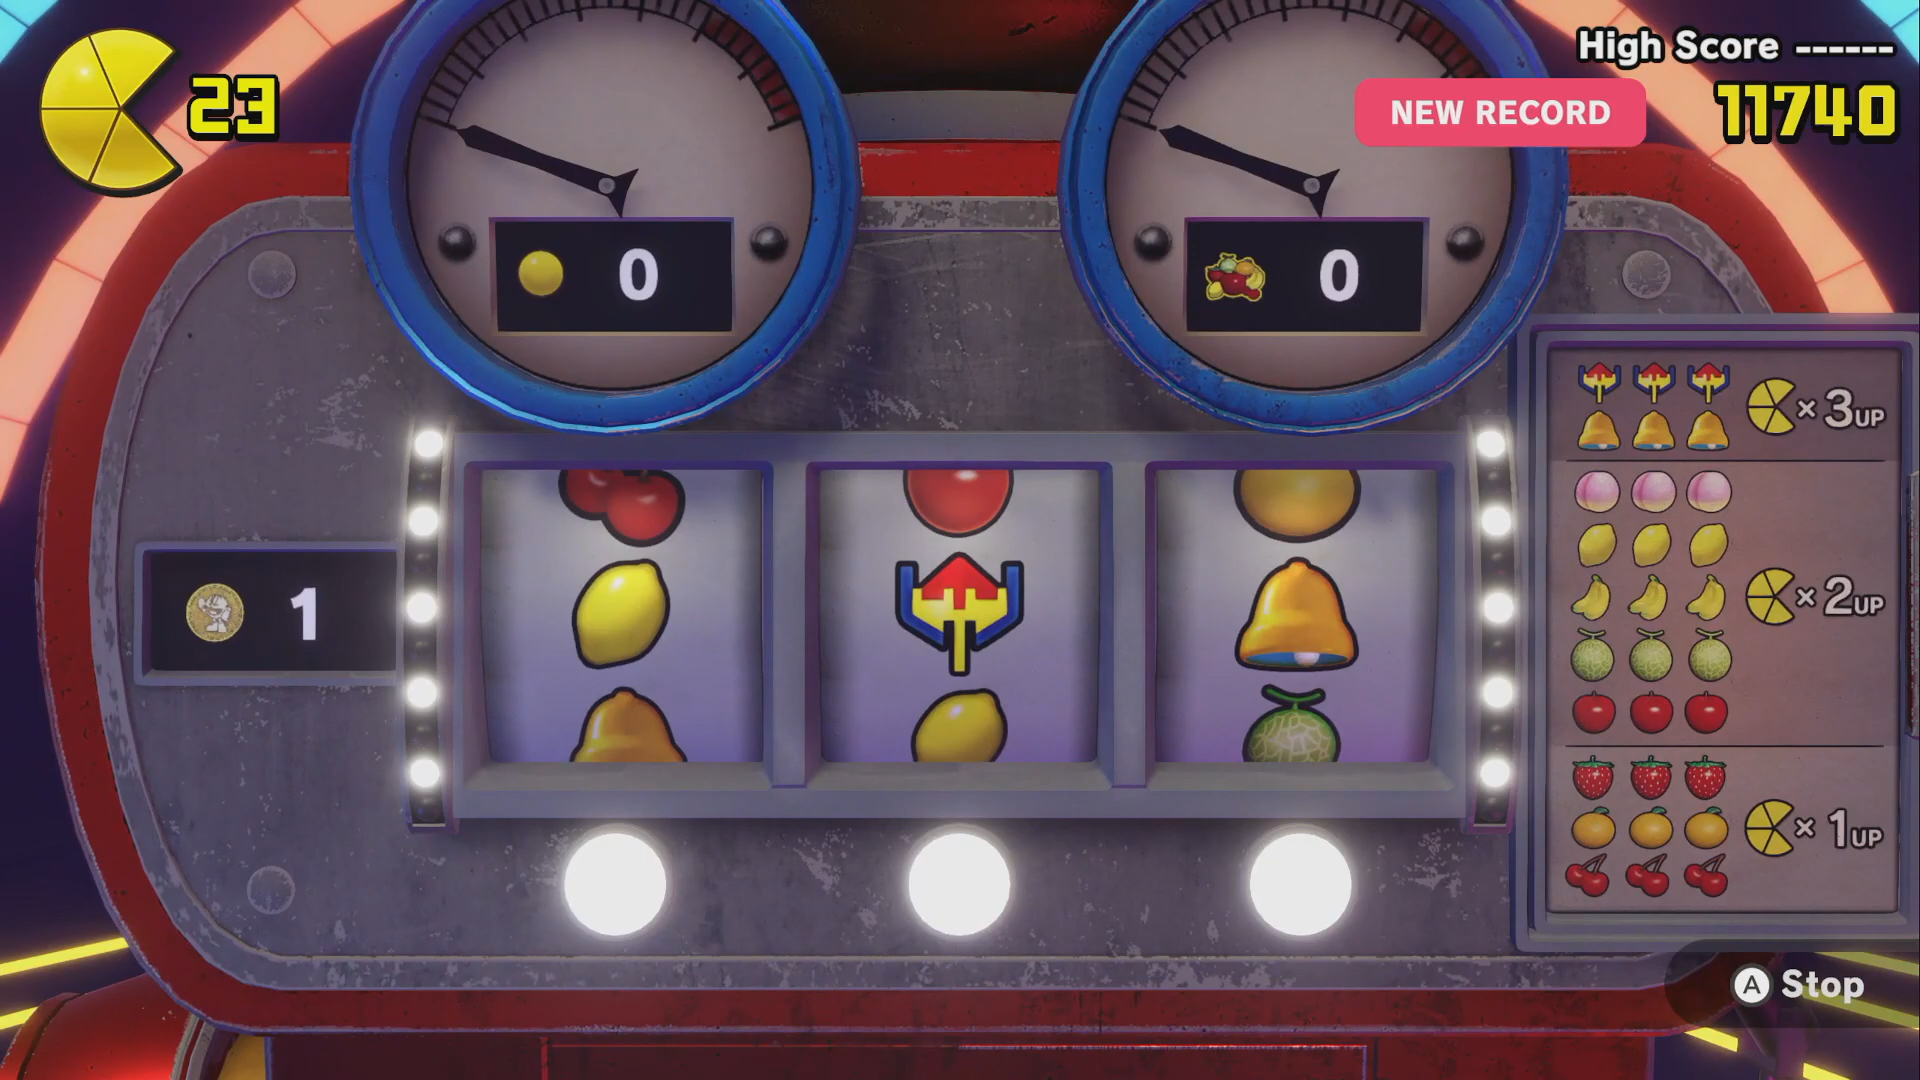 23
High Score ------
NEW RECORD
11740
0
0
1
× 3UP
× 2UP
× 1UP
A Stop